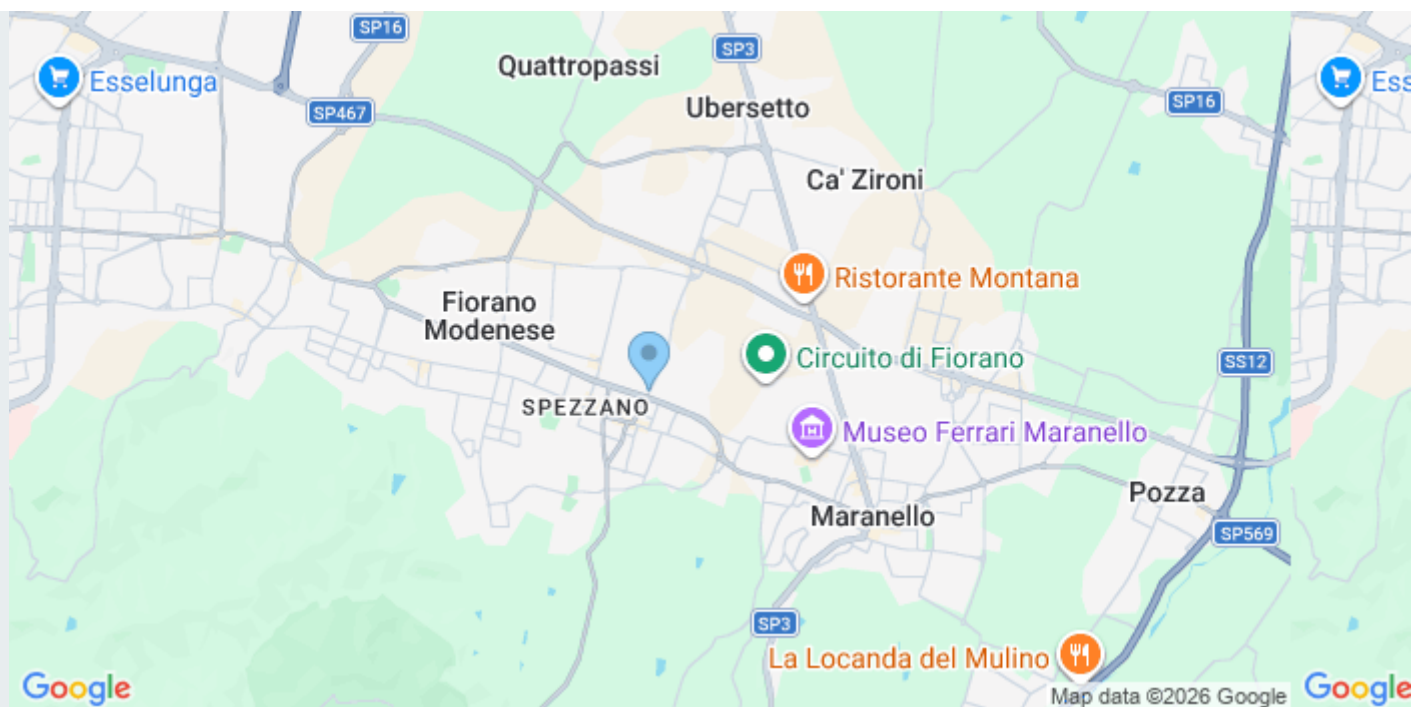 SP16
SP3
Quattropassi
Esselunga
Ess
Ubersetto
SP16
SP467
Ca' Zironi
Ristorante Montana
Fiorano
Modenese
Circuito di Fiorano
SS12
SPEZZANO
Museo Ferrari Maranello
Pozza
Maranello
SP569
SP3
La Locanda del Mulino
Google
Map data ©2026 Google
Google